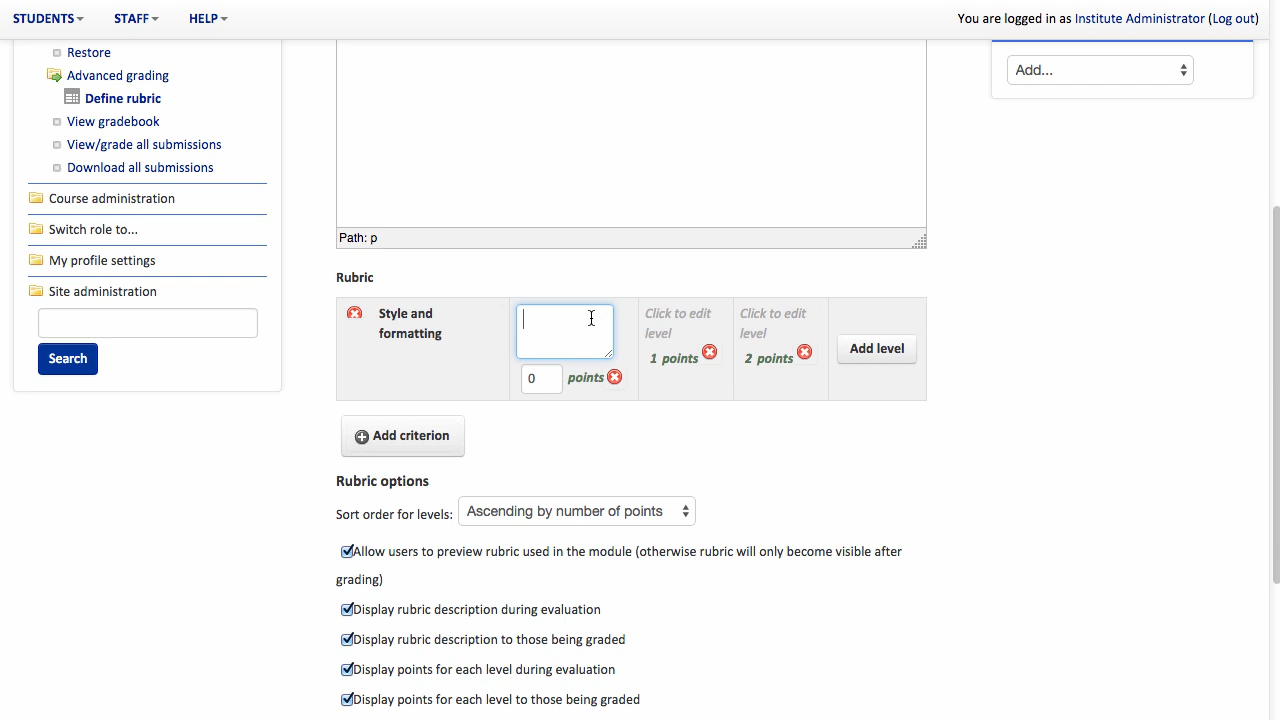 STUDENTS STAFF HELP You are logged in as Institute Administrator (Log out)
Restore
Advanced grading
Define rubric
View gradebook
View/grade all submissions
Download all submissions
Course administration
Switch role to...
My profile settings
Site administration
Search
Path: p
Rubric
Style and
formatting
0 points
Click to edit
level
1 points
Click to edit
level
2 points
Add level
Add criterion
Rubric options
Sort order for levels: Ascending by number of points
Allow users to preview rubric used in the module (otherwise rubric will only become visible after
grading)
Display rubric description during evaluation
Display rubric description to those being graded
Display points for each level during evaluation
Display points for each level to those being graded
Add...